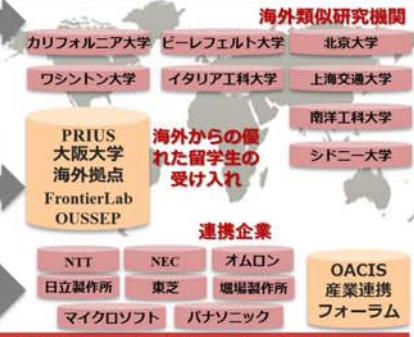 海外類似研究機関
カリフォルニア大学 ビーレフェルト大学 北京大学
ワシントン大学 イタリア工科大学 上海交通大学
南洋工科大学
シドニー大学
PRIUS
大阪大学
海外拠点
FrontierLab
OUSSEP
海外からの優
れた留学生の
受け入れ
連携企業
NTT NEC オムロン
日立製作所 東芝 堀場製作所
マイクロソフト パナソニック
OACIS
産業連携
フォーラム